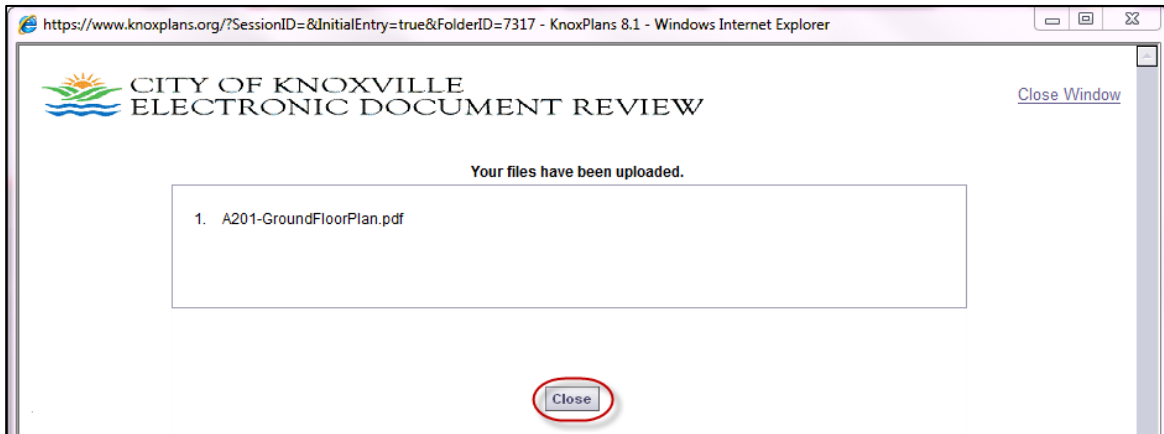 https://www.knoxplans.org/?SessionID=&InitialEntry=true&FolderID=7317 - KnoxPlans 8.1 - Windows Internet Explorer
CITY OF KNOXVILLE
ELECTRONIC DOCUMENT REVIEW
Close Window
Your files have been uploaded.
1. A201-GroundFloorPlan.pdf
Close